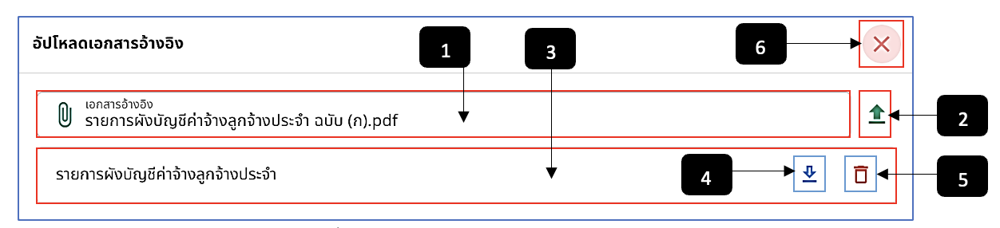 อัปโหลดเอกสารอ้างอิง
1
3
6
เอกสารอ้างอิง
รายการผังบัญชีค่าจ้างลูกจ้างประจำ ฉบับ (ก).pdf
2
รายการผังบัญชีค่าจ้างลูกจ้างประจำ
4
5